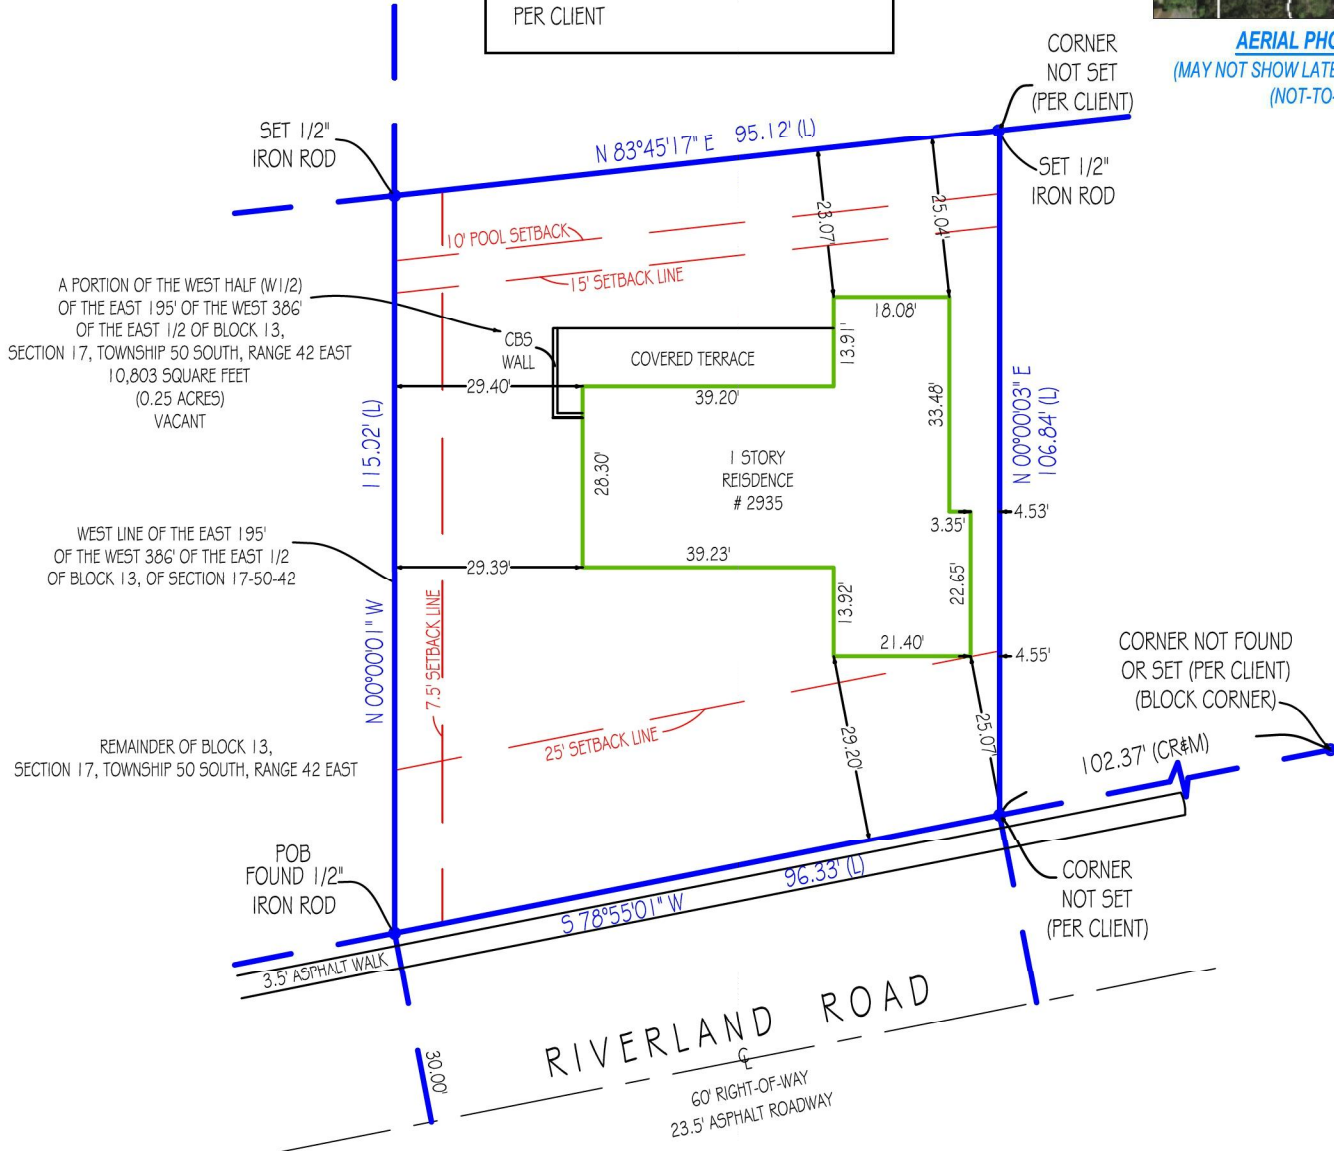 PER CLIENT
AERIAL PHO
(MAY NOT SHOW LATE
(NOT-TO-
CORNER
NOT SET
(PER CLIENT)
SET 1/2"
IRON ROD
N 83°45'17" E 95.12' (L)
SET 1/2"
IRON ROD
10' POOL SETBACK
15' SETBACK LINE
23.07'
25.04'
A PORTION OF THE WEST HALF (W1/2)
OF THE EAST 195' OF THE WEST 386'
OF THE EAST 1/2 OF BLOCK 13,
SECTION 17, TOWNSHIP 50 SOUTH, RANGE 42 EAST
10,803 SQUARE FEET
(0.25 ACRES)
VACANT
CBS
WALL
COVERED TERRACE
18.08'
13.91'
29.40'
39.20'
33.48'
N 00°00'03" E
106.84' (L)
115.02' (L)
28.30'
1 STORY
REISDENCE
# 2935
3.35'
4.53'
WEST LINE OF THE EAST 195'
OF THE WEST 386' OF THE EAST 1/2
OF BLOCK 13, OF SECTION 17-50-42
29.39'
39.23'
13.92'
22.65'
21.40'
4.55'
N 00°00'01" W
7.5' SETBACK LINE
25' SETBACK LINE
29.20'
25.07'
CORNER NOT FOUND
OR SET (PER CLIENT)
(BLOCK CORNER)
102.37' (CR&M)
REMAINDER OF BLOCK 13,
SECTION 17, TOWNSHIP 50 SOUTH, RANGE 42 EAST
POB
FOUND 1/2"
IRON ROD
96.33' (L)
S 78°55'01" W
CORNER
NOT SET
(PER CLIENT)
3.5' ASPHALT WALK
RIVERLAND ROAD
CL
30.00'
60' RIGHT-OF-WAY
23.5' ASPHALT ROADWAY